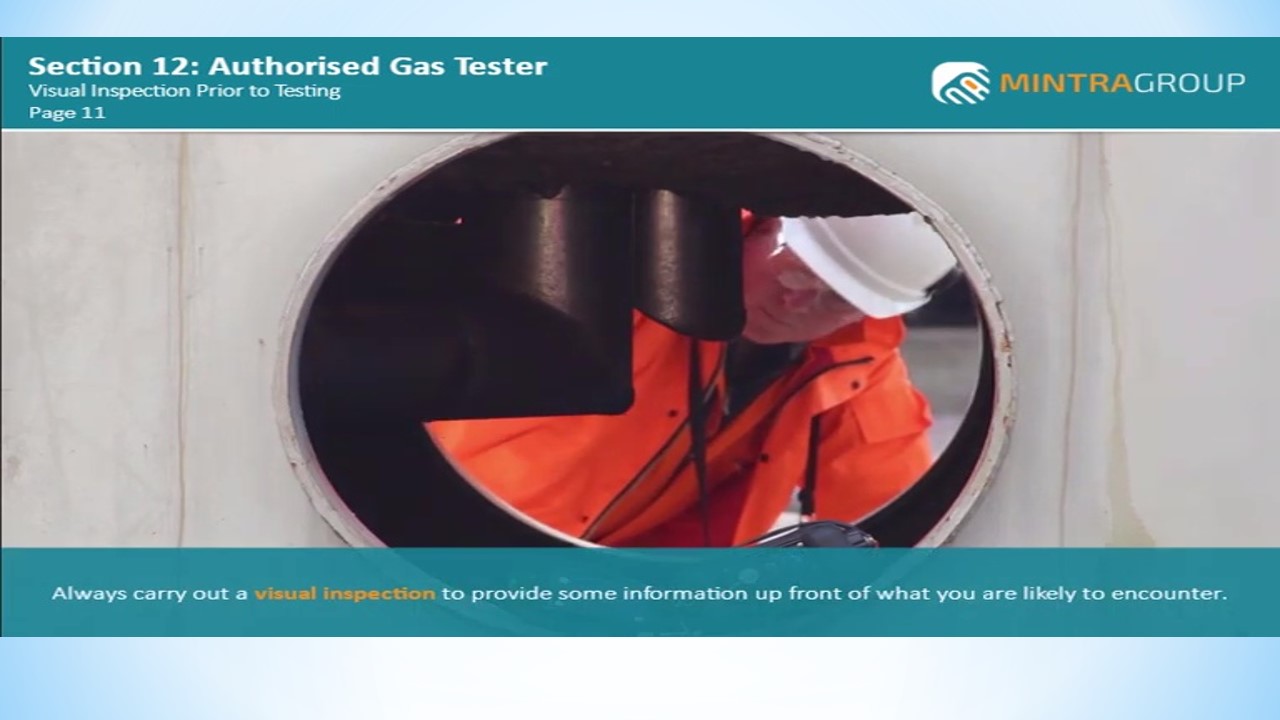 Section 12: Authorised Gas Tester
Visual Inspection Prior to Testing
Page 11
MINTRAGROUP
Always carry out a visual inspection to provide some information up front of what you are likely to encounter.